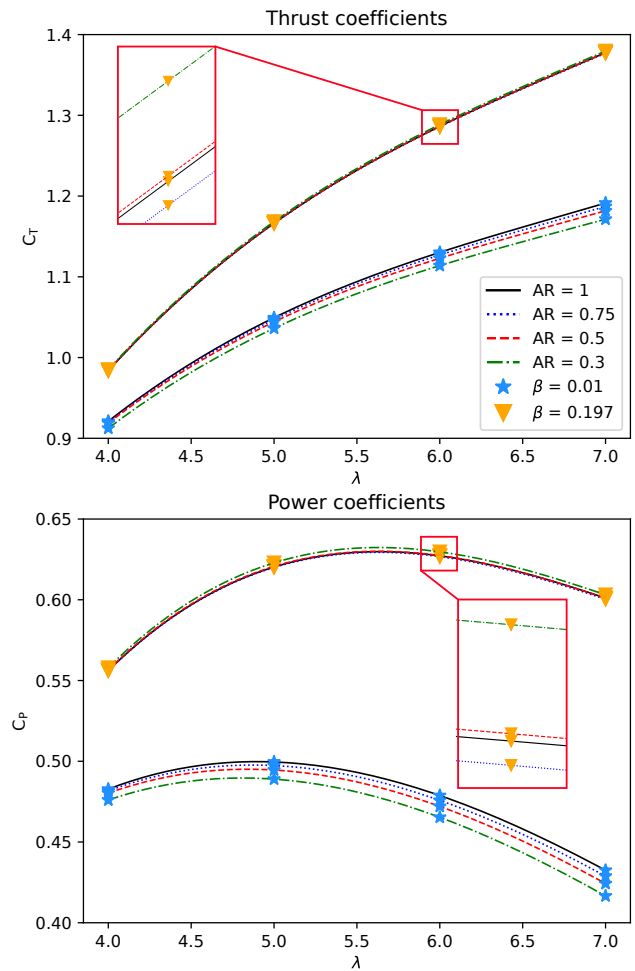 Thrust coefficients
1.4
1.3
1.2
1.1
1.0
0.9
C_T
AR = 1
AR = 0.75
AR = 0.5
AR = 0.3
β = 0.01
β = 0.197
4.0 4.5 5.0 5.5 6.0 6.5 7.0
λ
Power coefficients
0.65
0.60
0.55
0.50
0.45
0.40
C_P
4.0 4.5 5.0 5.5 6.0 6.5 7.0
λ